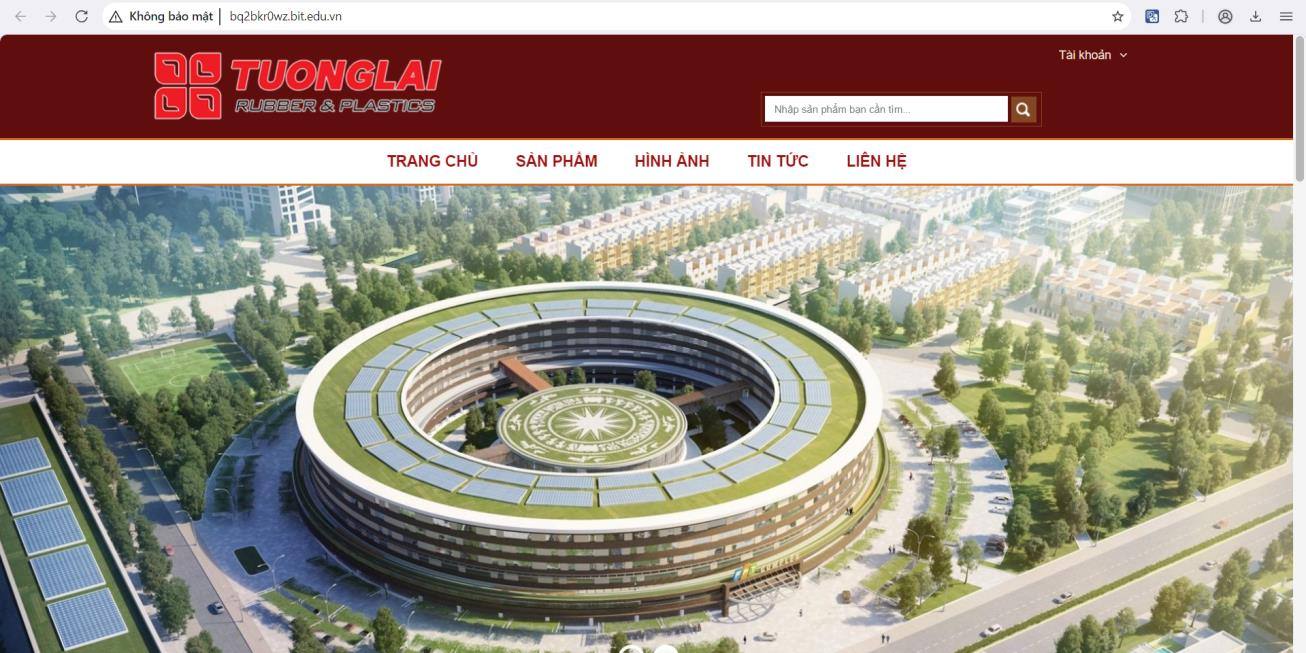 Không bảo mật
bq2bkr0wz.bit.edu.vn
TUONGLAI
RUBBER & PLASTICS
Tài khoản
Nhập sản phẩm bạn cần tìm...
TRANG CHỦ SẢN PHẨM HÌNH ẢNH TIN TỨC LIÊN HỆ